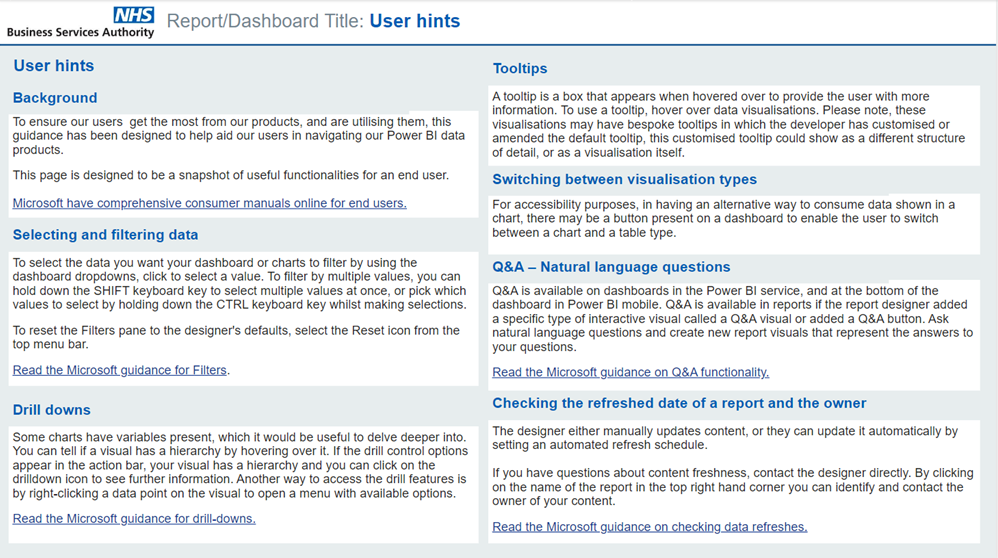 NHS
Business Services Authority
Report/Dashboard Title: User hints
User hints
Background
To ensure our users get the most from our products, and are utilising them, this
guidance has been designed to help aid our users in navigating our Power BI data
products.
This page is designed to be a snapshot of useful functionalities for an end user.
Microsoft have comprehensive consumer manuals online for end users.
Selecting and filtering data
To select the data you want your dashboard or charts to filter by using the
dashboard dropdowns, click to select a value. To filter by multiple values, you can
hold down the SHIFT keyboard key to select multiple values at once, or pick which
values to select by holding down the CTRL keyboard key whilst making selections.
To reset the Filters pane to the designer's defaults, select the Reset icon from the
top menu bar.
Read the Microsoft guidance for Filters.
Drill downs
Some charts have variables present, which it would be useful to delve deeper into.
You can tell if a visual has a hierarchy by hovering over it. If the drill control options
appear in the action bar, your visual has a hierarchy and you can click on the
drilldown icon to see further information. Another way to access the drill features is
by right-clicking a data point on the visual to open a menu with available options.
Read the Microsoft guidance for drill-downs.
Tooltips
A tooltip is a box that appears when hovered over to provide the user with more
information. To use a tooltip, hover over data visualisations. Please note, these
visualisations may have bespoke tooltips in which the developer has customised or
amended the default tooltip, this customised tooltip could show as a different structure
of detail, or as a visualisation itself.
Switching between visualisation types
For accessibility purposes, in having an alternative way to consume data shown in a
chart, there may be a button present on a dashboard to enable the user to switch
between a chart and a table type.
Q&A – Natural language questions
Q&A is available on dashboards in the Power BI service, and at the bottom of the
dashboard in Power BI mobile. Q&A is available in reports if the report designer added
a specific type of interactive visual called a Q&A visual or added a Q&A button. Ask
natural language questions and create new report visuals that represent the answers to
your questions.
Read the Microsoft guidance on Q&A functionality.
Checking the refreshed date of a report and the owner
The designer either manually updates content, or they can update it automatically by
setting an automated refresh schedule.
If you have questions about content freshness, contact the designer directly. By clicking
on the name of the report in the top right hand corner you can identify and contact the
owner of your content.
Read the Microsoft guidance on checking data refreshes.